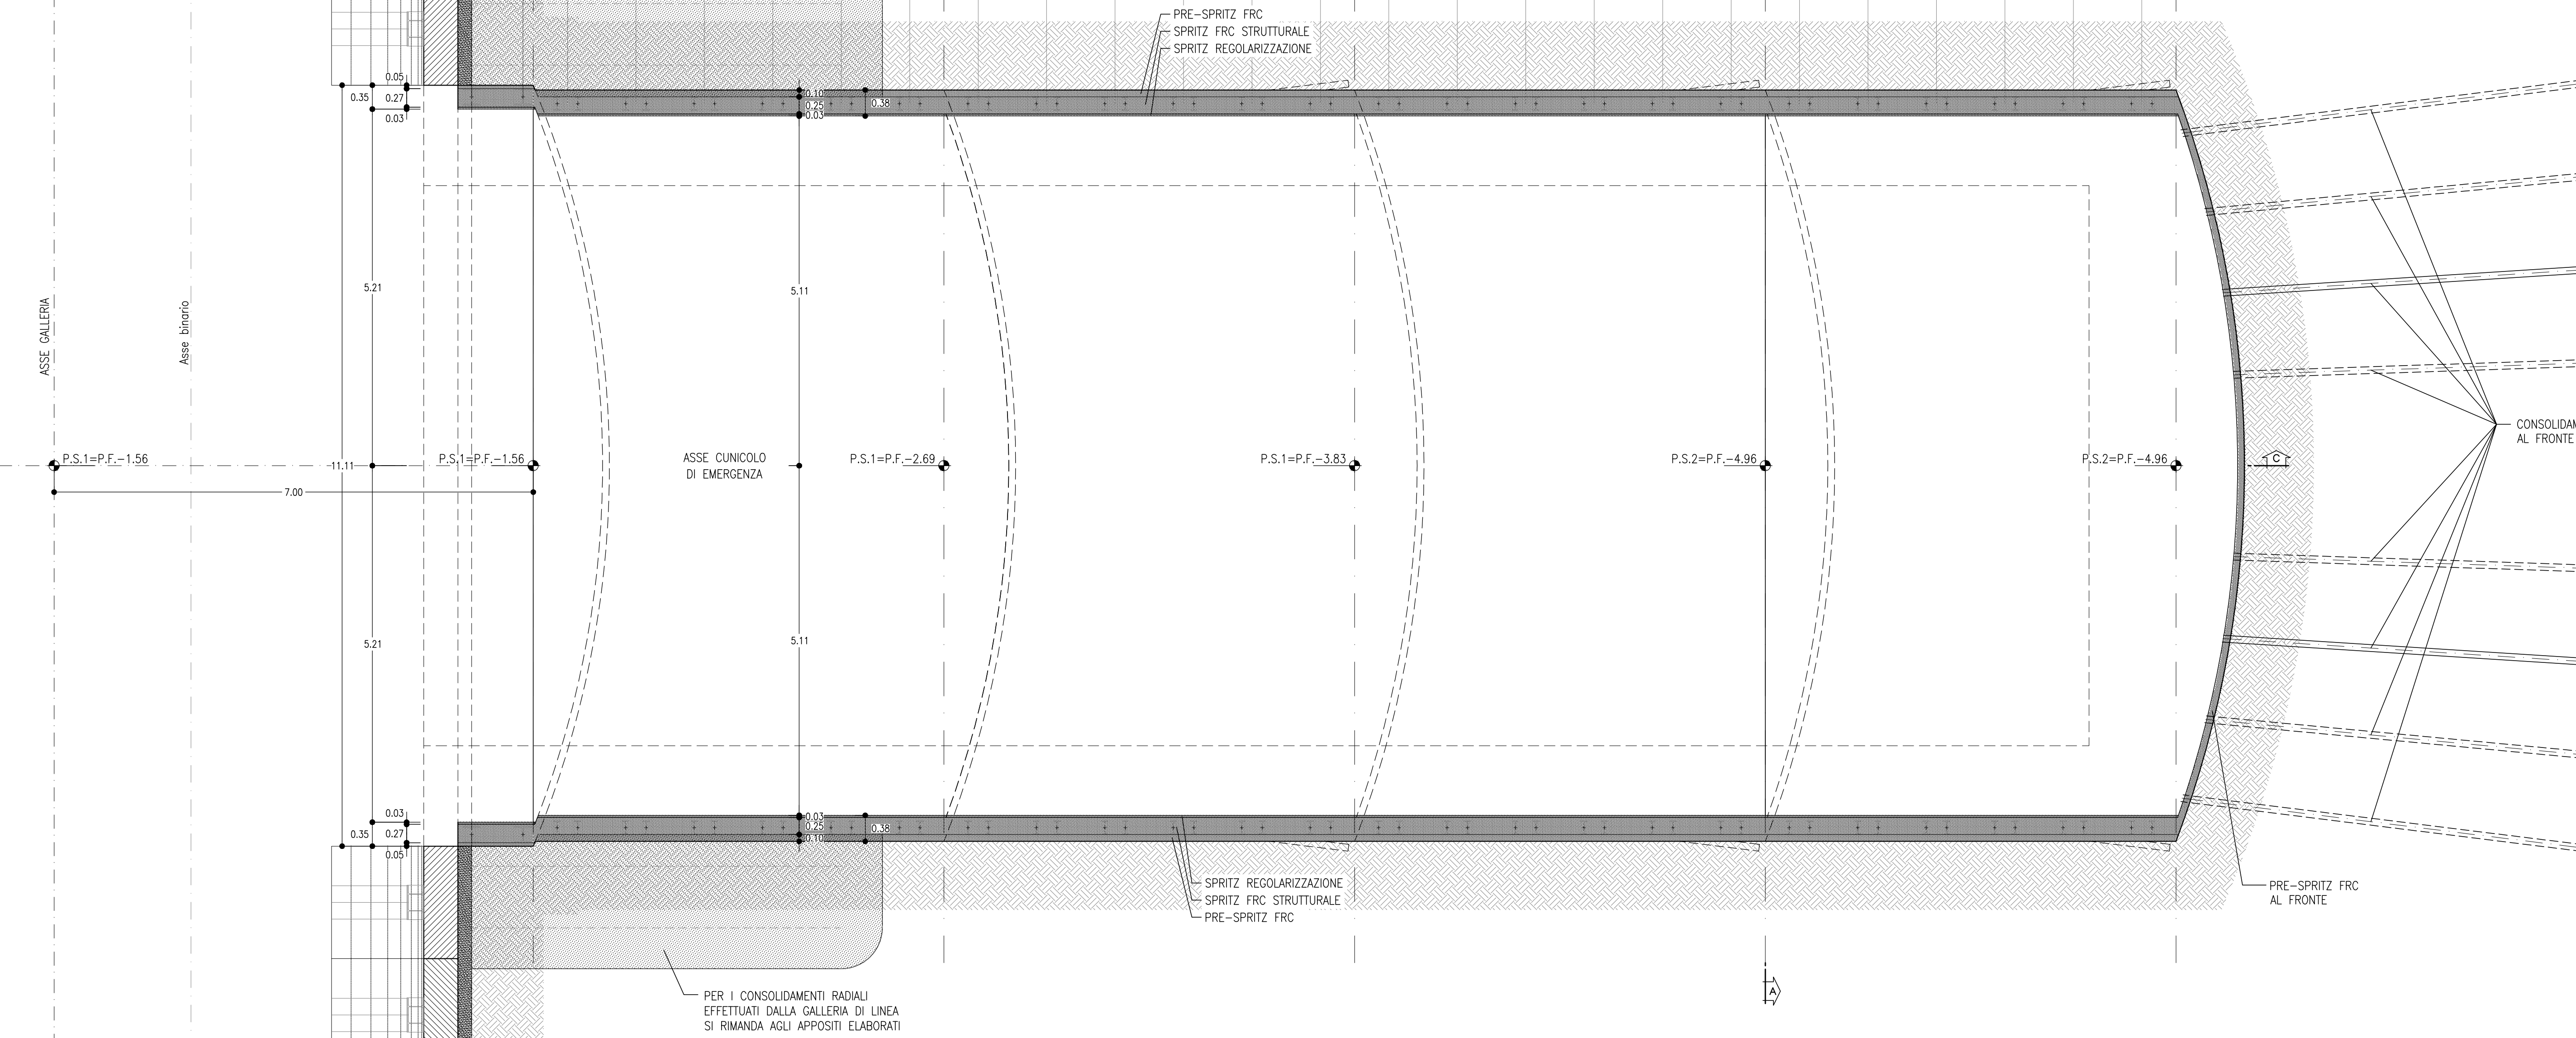 PRE-SPRITZ FRC
SPRITZ FRC STRUTTURALE
SPRITZ REGOLARIZZAZIONE
0.05
0.35
0.27
0.03
0.10
0.25
0.03
0.38
5.21
5.11
ASSE GALLERIA
Asse binario
P.S.1=P.F.-1.56
11.11
P.S.1=P.F.-1.56
ASSE CUNICOLO
DI EMERGENZA
P.S.1=P.F.-2.69
P.S.1=P.F.-3.83
P.S.2=P.F.-4.96
P.S.2=P.F.-4.96
C
CONSOLIDAM
AL FRONTE
7.00
5.21
5.11
0.03
0.35
0.27
0.05
0.03
0.25
0.10
0.38
SPRITZ REGOLARIZZAZIONE
SPRITZ FRC STRUTTURALE
PRE-SPRITZ FRC
PRE-SPRITZ FRC
AL FRONTE
A
PER I CONSOLIDAMENTI RADIALI
EFFETTUATI DALLA GALLERIA DI LINEA
SI RIMANDA AGLI APPOSITI ELABORATI